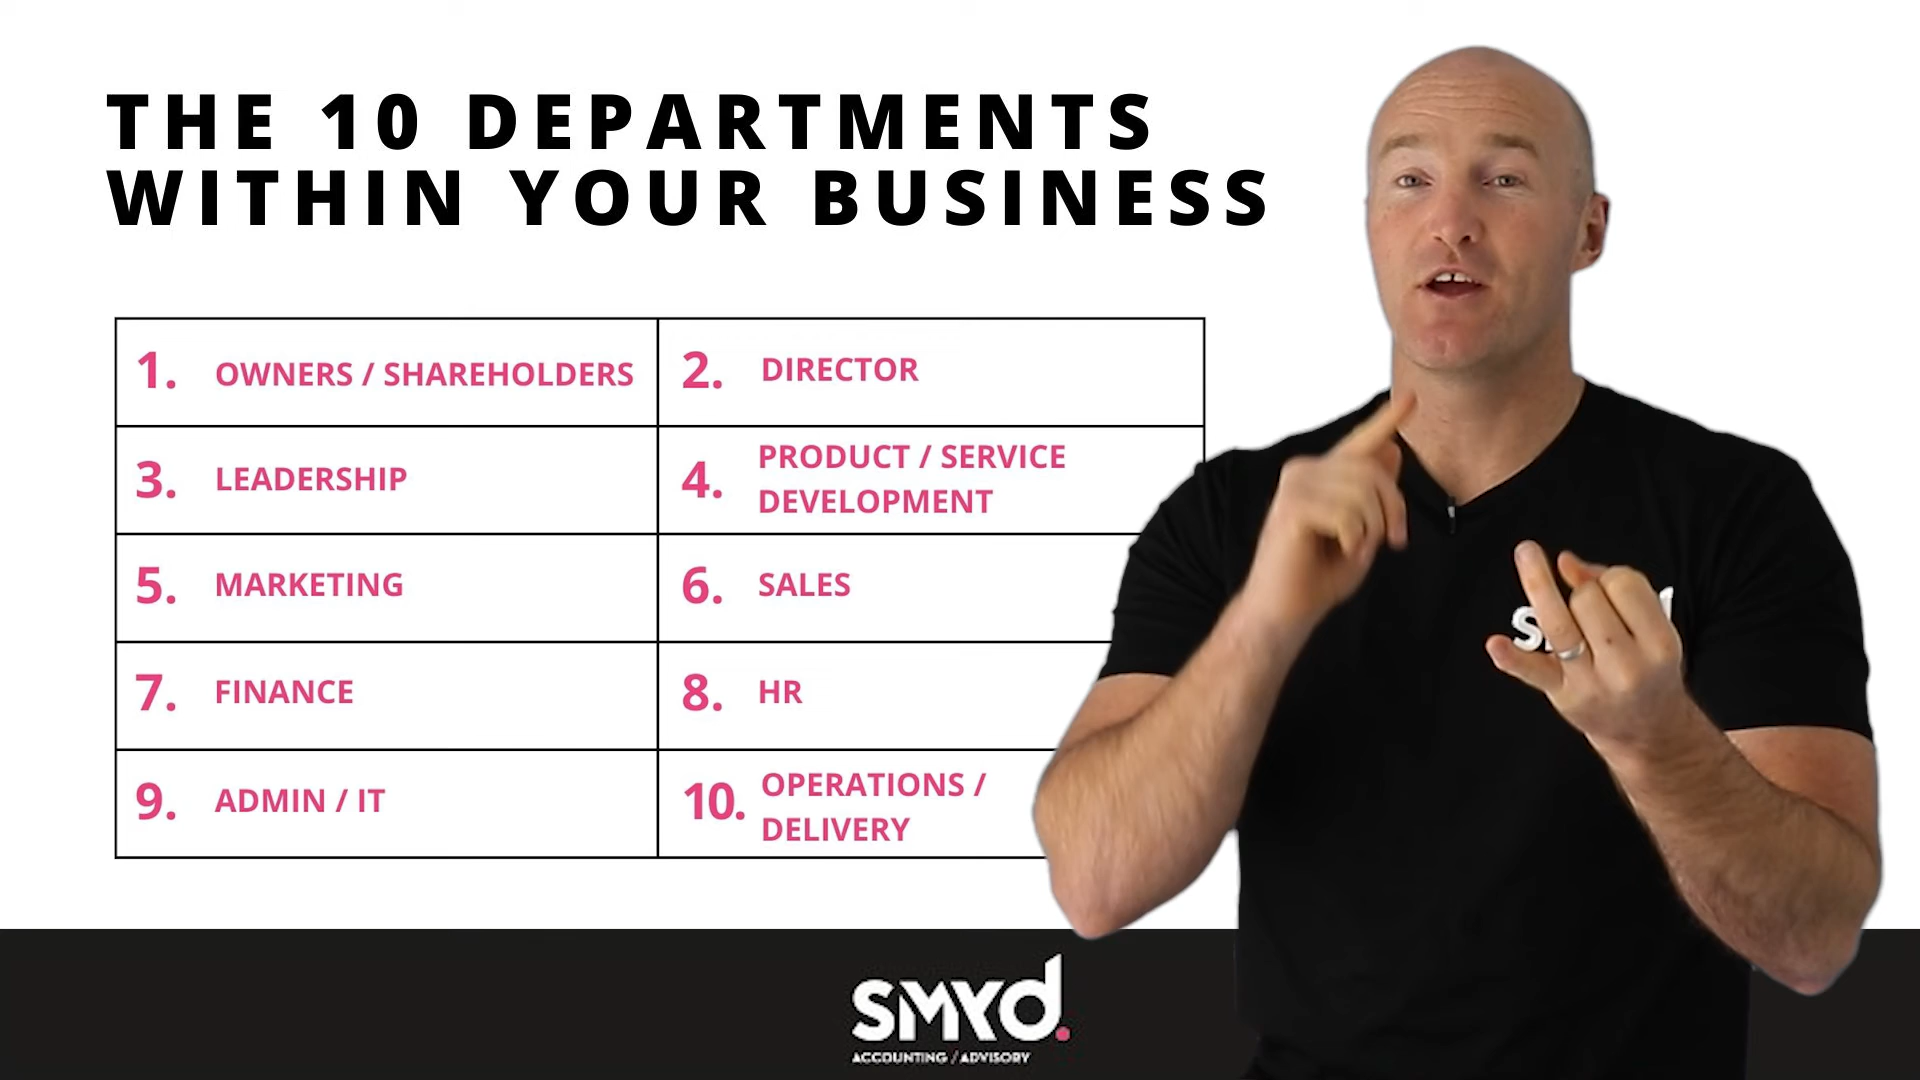 THE 10 DEPARTMENTS
WITHIN YOUR BUSINESS
1. OWNERS / SHAREHOLDERS
2. DIRECTOR
3. LEADERSHIP
4. PRODUCT / SERVICE
DEVELOPMENT
5. MARKETING
6. SALES
7. FINANCE
8. HR
9. ADMIN / IT
10. OPERATIONS /
DELIVERY
SMYD.
ACCOUNTING / ADVISORY